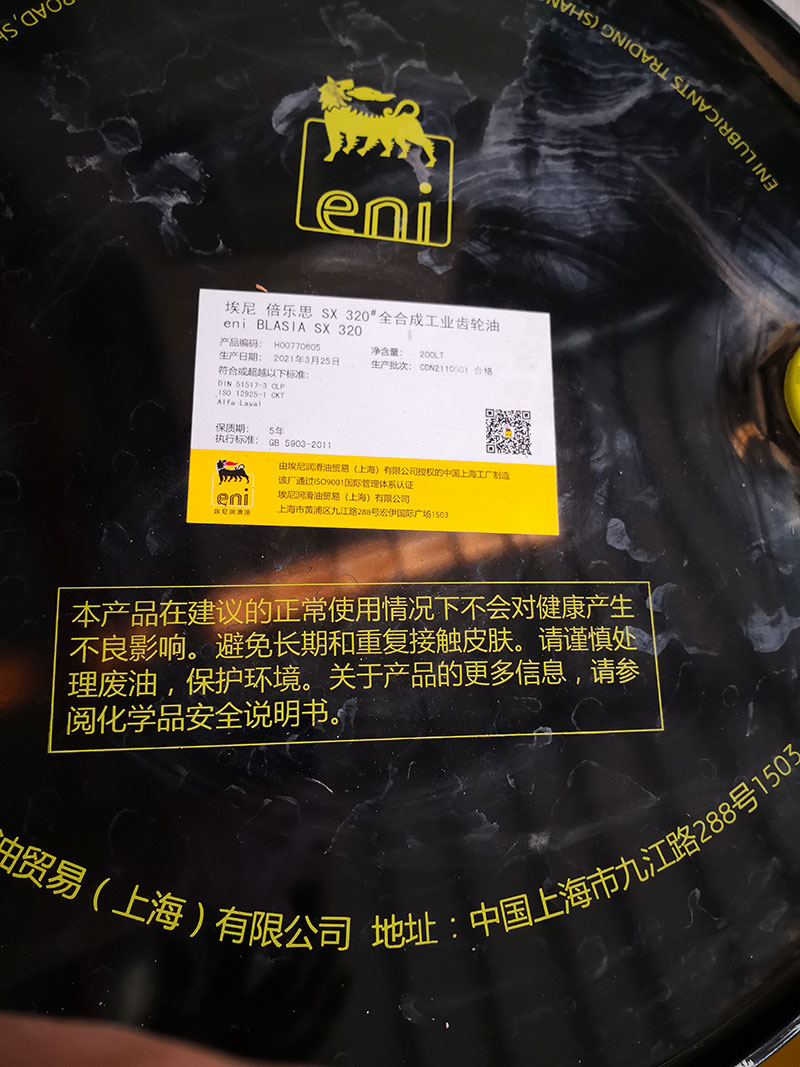 ROAD, SH
ENI LUBRICANTS TRADING (SHAN
eni
埃尼 倍乐思 SX 320#全合成工业齿轮油
eni BLASIA SX 320
产品编码: H00770605
净含量: 200LT
生产日期: 2021年3月25日
生产批次: CDN2110501 合格
符合或超越以下标准:
DIN 51517-3 CLP
ISO 12925-1 CKT
Alfa Laval
保质期: 5年
执行标准: GB 5903-2011
eni
埃尼润滑油
由埃尼润滑油贸易（上海）有限公司授权的中国上海工厂制造
该厂通过ISO9001国际管理体系认证
埃尼润滑油贸易（上海）有限公司
上海市黄浦区九江路288号宏伊国际广场1503
本产品在建议的正常使用情况下不会对健康产生
不良影响。避免长期和重复接触皮肤。请谨慎处
理废油，保护环境。关于产品的更多信息，请参
阅化学品安全说明书。
油贸易（上海）有限公司 地址：中国上海市九江路288号1503